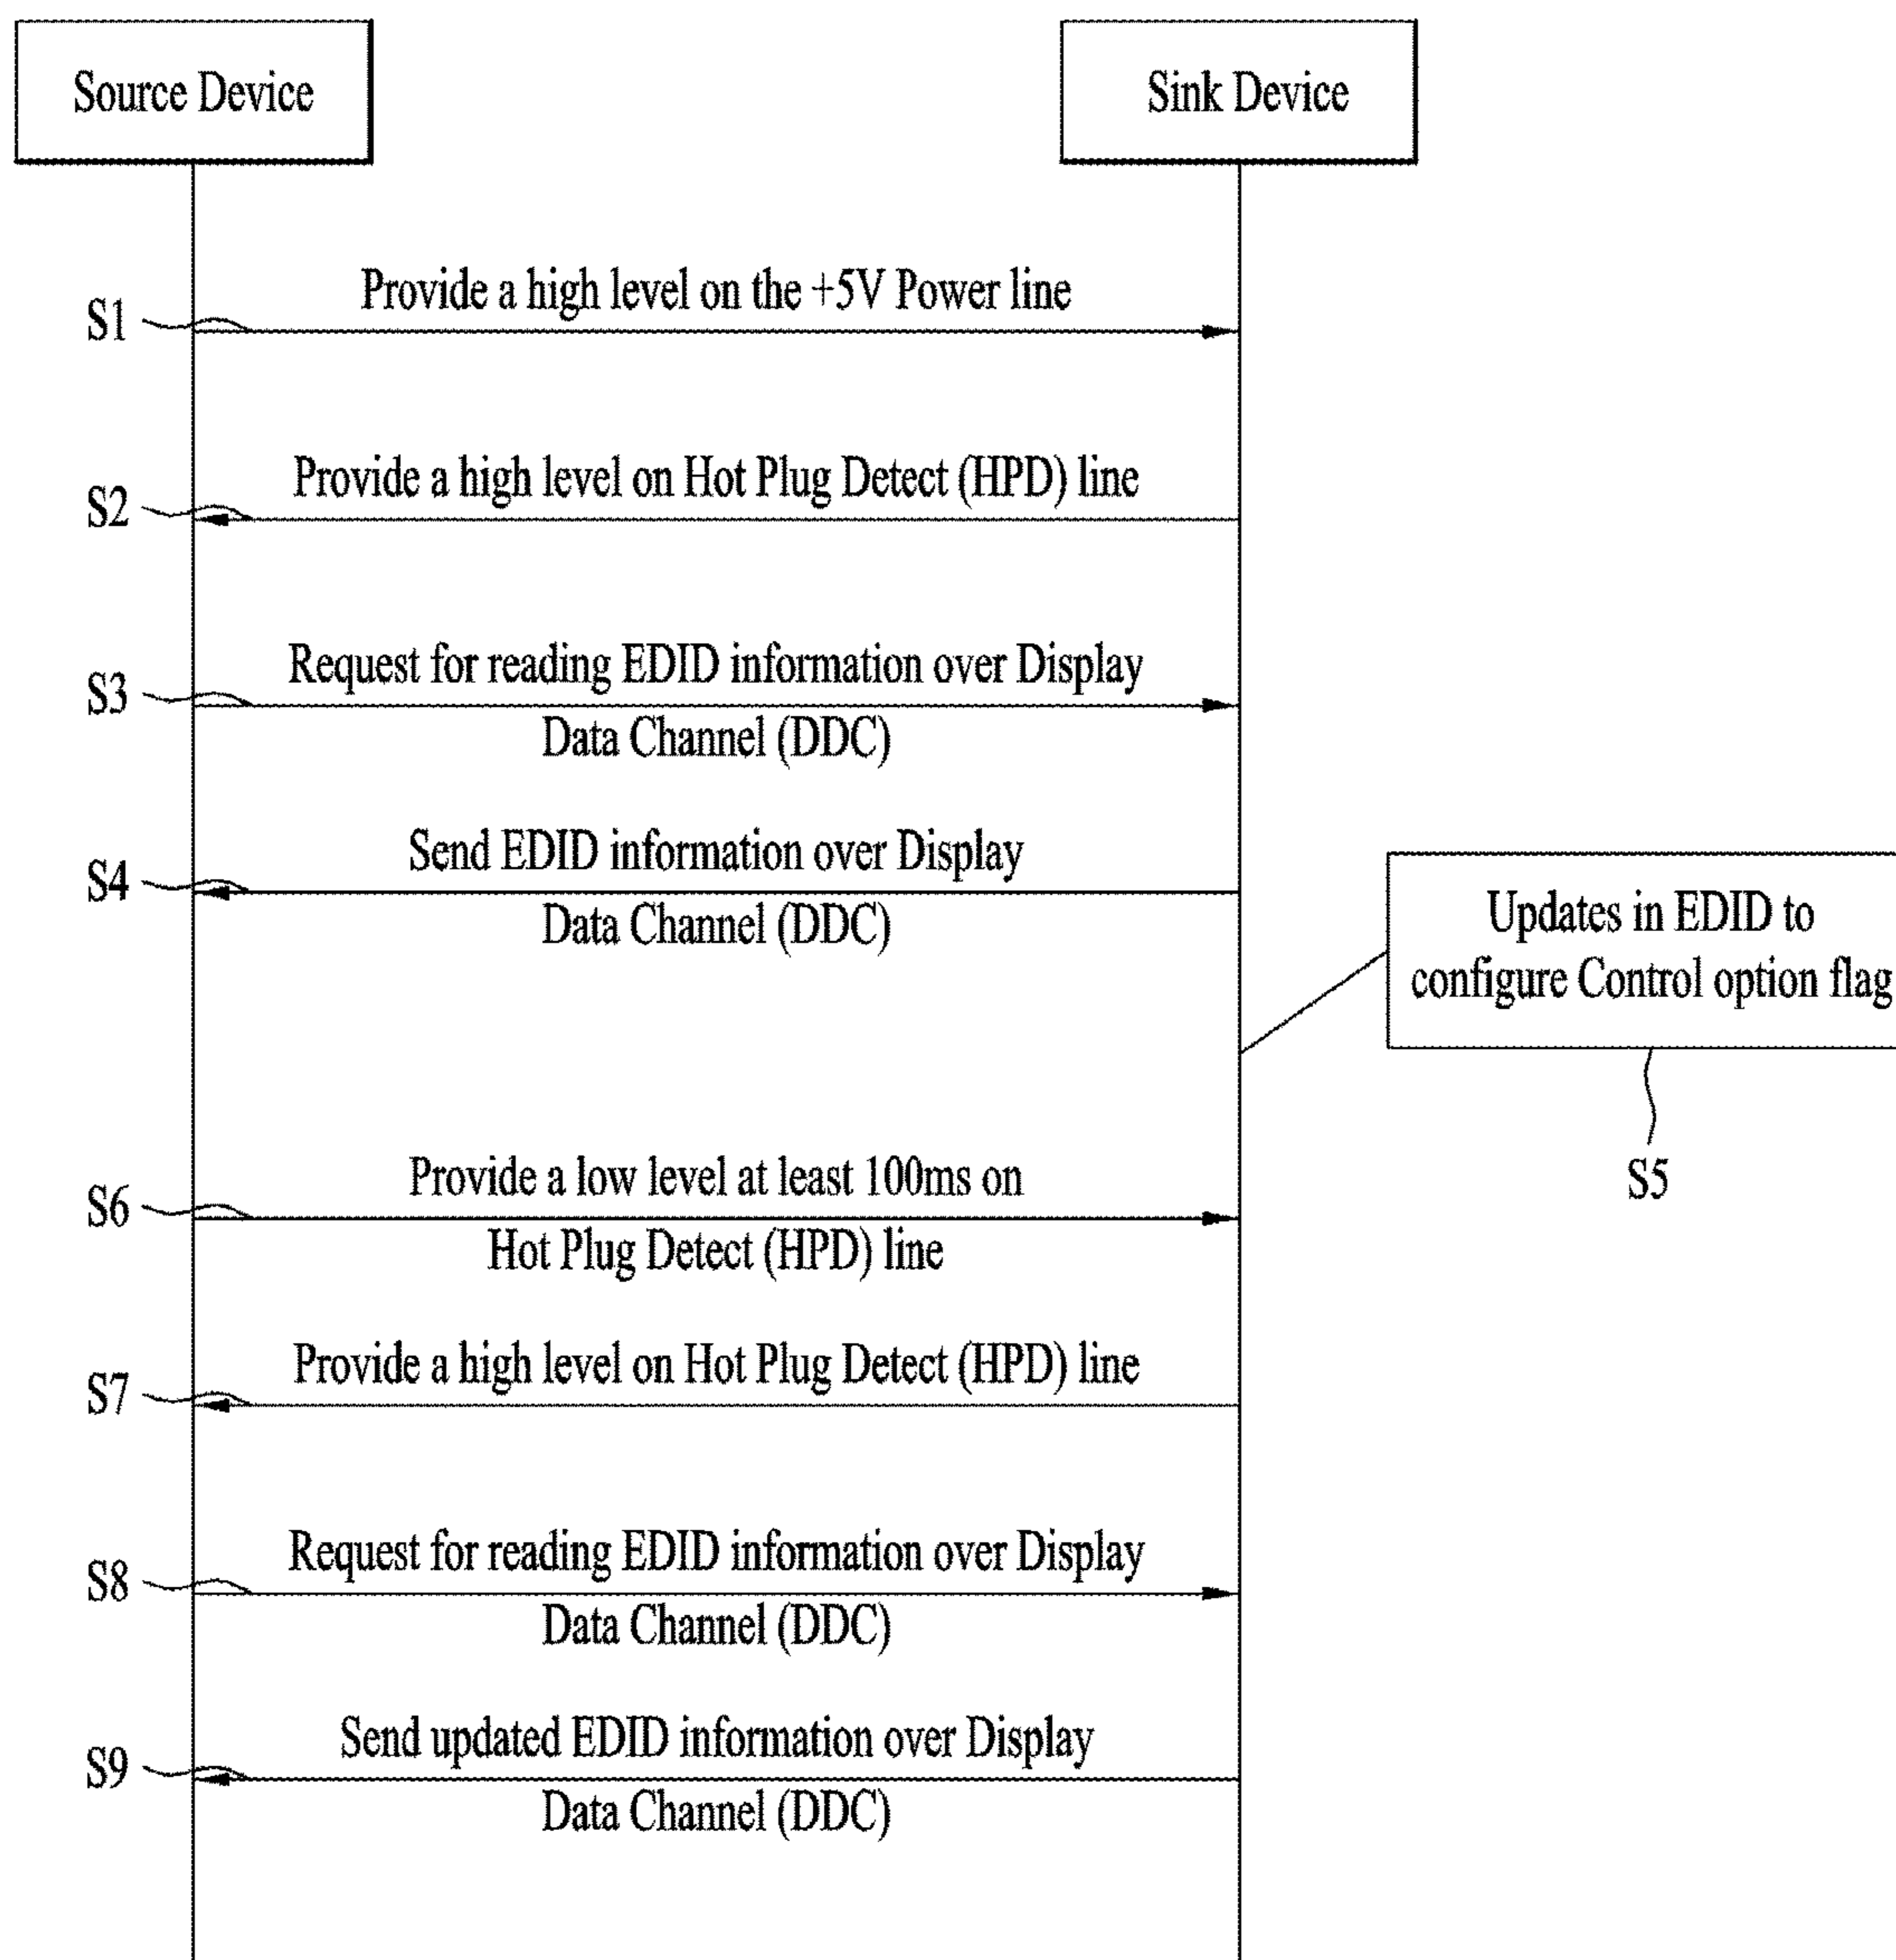 Source Device
Sink Device
Provide a high level on the +5V Power line
S1
Provide a high level on Hot Plug Detect (HPD) line
S2
Request for reading EDID information over Display
S3
Data Channel (DDC)
Send EDID information over Display
S4
Data Channel (DDC)
Updates in EDID to
configure Control option flag
S5
Provide a low level at least 100ms on
S6
Hot Plug Detect (HPD) line
Provide a high level on Hot Plug Detect (HPD) line
S7
Request for reading EDID information over Display
S8
Data Channel (DDC)
Send updated EDID information over Display
S9
Data Channel (DDC)